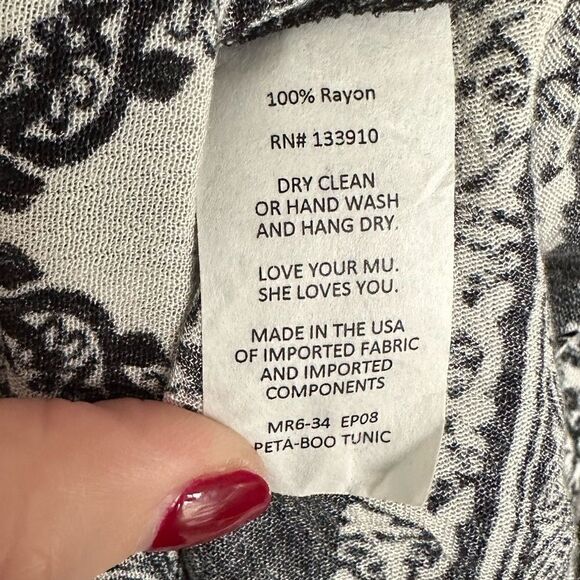 100% Rayon
RN# 133910
DRY CLEAN
OR HAND WASH
AND HANG DRY.
LOVE YOUR MU.
SHE LOVES YOU.
MADE IN THE USA
OF IMPORTED FABRIC
AND IMPORTED
COMPONENTS
MR6-34 EP08
PETA-BOO TUNIC